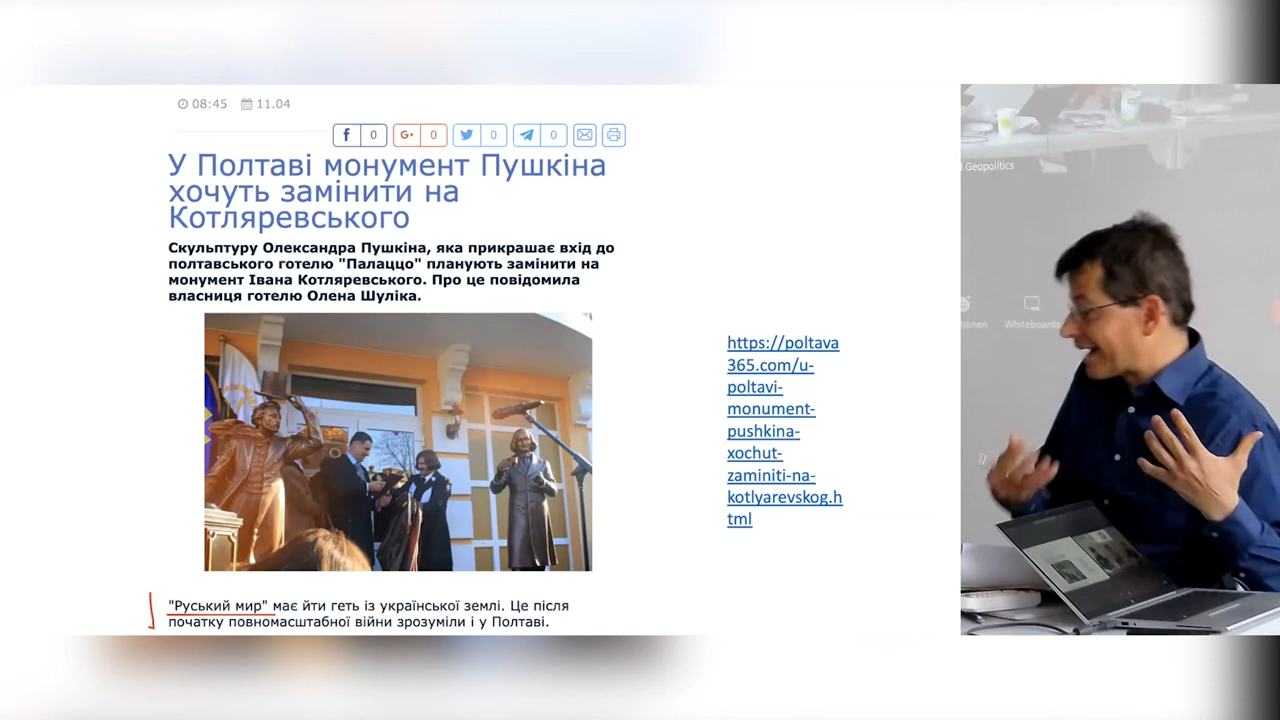 08:45 11.04
f 0 G+ 0 0 0
У Полтаві монумент Пушкіна
хочуть замінити на
Котляревського
Скульптуру Олександра Пушкіна, яка прикрашає вхід до
полтавського готелю "Палаццо" планують замінити на
монумент Івана Котляревського. Про це повідомила
власниця готелю Олена Шуліка.
"Руський мир" має йти геть із української землі. Це після
початку повномасштабної війни зрозуміли і у Полтаві.
https://poltava
365.com/u-
poltavi-
monument-
pushkina-
xochut-
zaminiti-na-
kotlyarevskog.h
tml
Geopolitics
Whiteboards